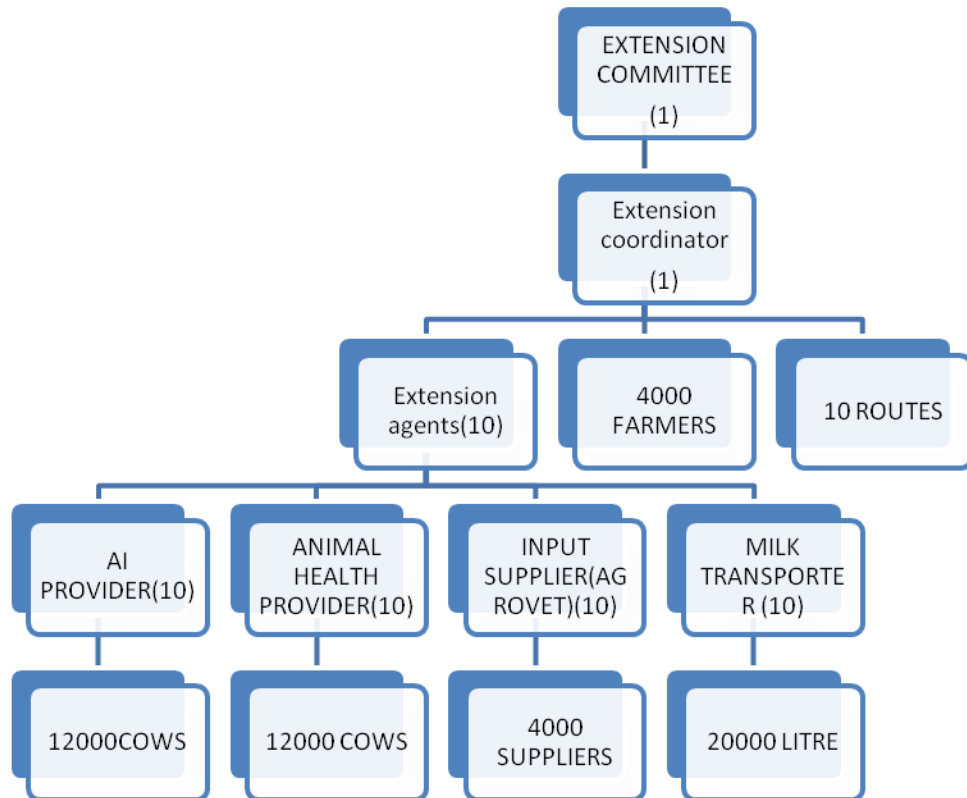 EXTENSION
COMMITTEE
(1)
Extension
coordinator
(1)
Extension
agents(10)
4000
FARMERS
10 ROUTES
AI
PROVIDER(10)
ANIMAL
HEALTH
PROVIDER(10)
INPUT
SUPPLIER(AG
ROVET)(10)
MILK
TRANSPORTE
R (10)
12000COWS
12000 COWS
4000
SUPPLIERS
20000 LITRE